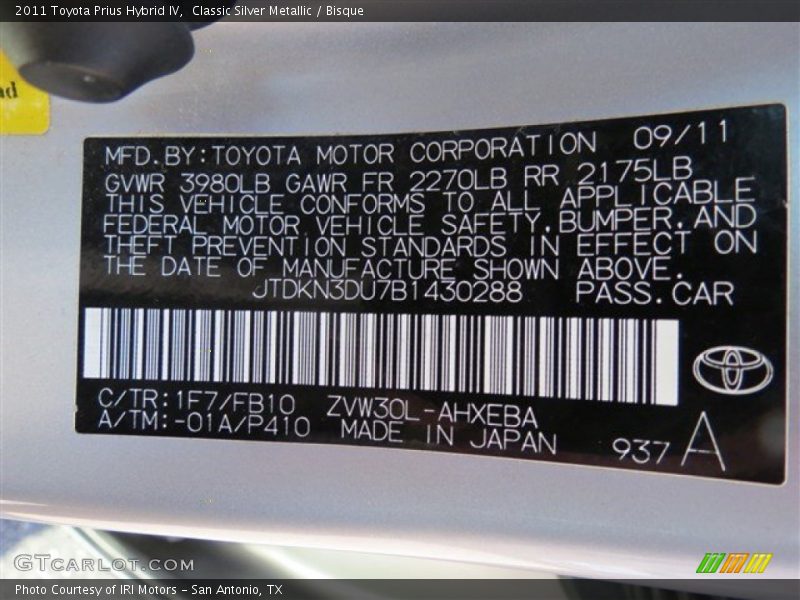 2011 Toyota Prius Hybrid IV, Classic Silver Metallic / Bisque
MFD.BY:TOYOTA MOTOR CORPORATION 09/11
GVWR 3980LB GAWR FR 2270LB RR 2175LB
THIS VEHICLE CONFORMS TO ALL APPLICABLE
FEDERAL MOTOR VEHICLE SAFETY,BUMPER,AND
THEFT PREVENTION STANDARDS IN EFFECT ON
THE DATE OF MANUFACTURE SHOWN ABOVE.
JTDKN3DU7B1430288 PASS.CAR
C/TR:1F7/FB10 ZVW30L-AHXEBA
A/TM:-01A/P410 MADE IN JAPAN 937 A
GTCARLOT.COM
Photo Courtesy of IRI Motors – San Antonio, TX